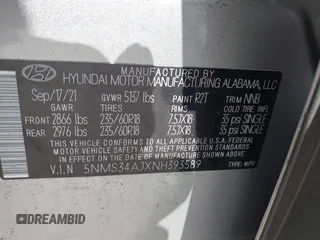 MANUFACTURED BY
HYUNDAI MOTOR MANUFACTURING ALABAMA, LLC
Sep/17/21 GVWR 5137 lbs PAINT R2T TRIM NNB
GAWR TIRES RIMS COLD TIRE INFL
FRONT 2866 lbs 235/60R18 7.5JX18 35 psi SINGLE
REAR 2976 lbs 235/60R18 7.5JX18 35 psi SINGLE
THIS VEHICLE CONFORMS TO ALL APPLICABLE U.S.A. FEDERAL
MOTOR VEHICLE SAFETY STANDARDS IN EFFECT ON THE DATE OF
MANUFACTURE SHOWN ABOVE.
V.I.N 5NMS34AJXNH393589 TYPE: MPV
DREAMBID